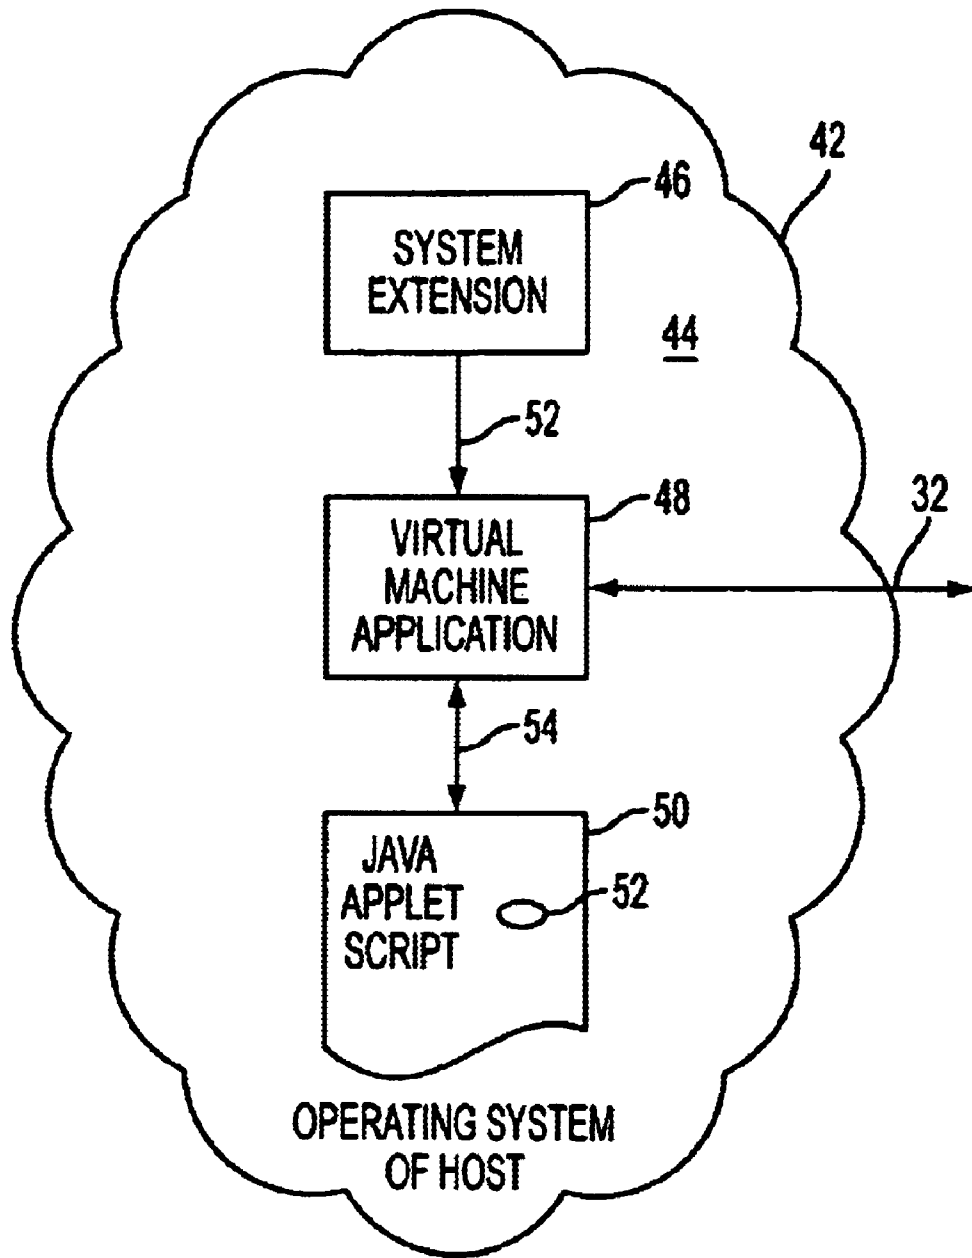 42
46
SYSTEM
EXTENSION
44
52
48
32
VIRTUAL
MACHINE
APPLICATION
54
50
JAVA
APPLET
52
SCRIPT
OPERATING SYSTEM
OF HOST